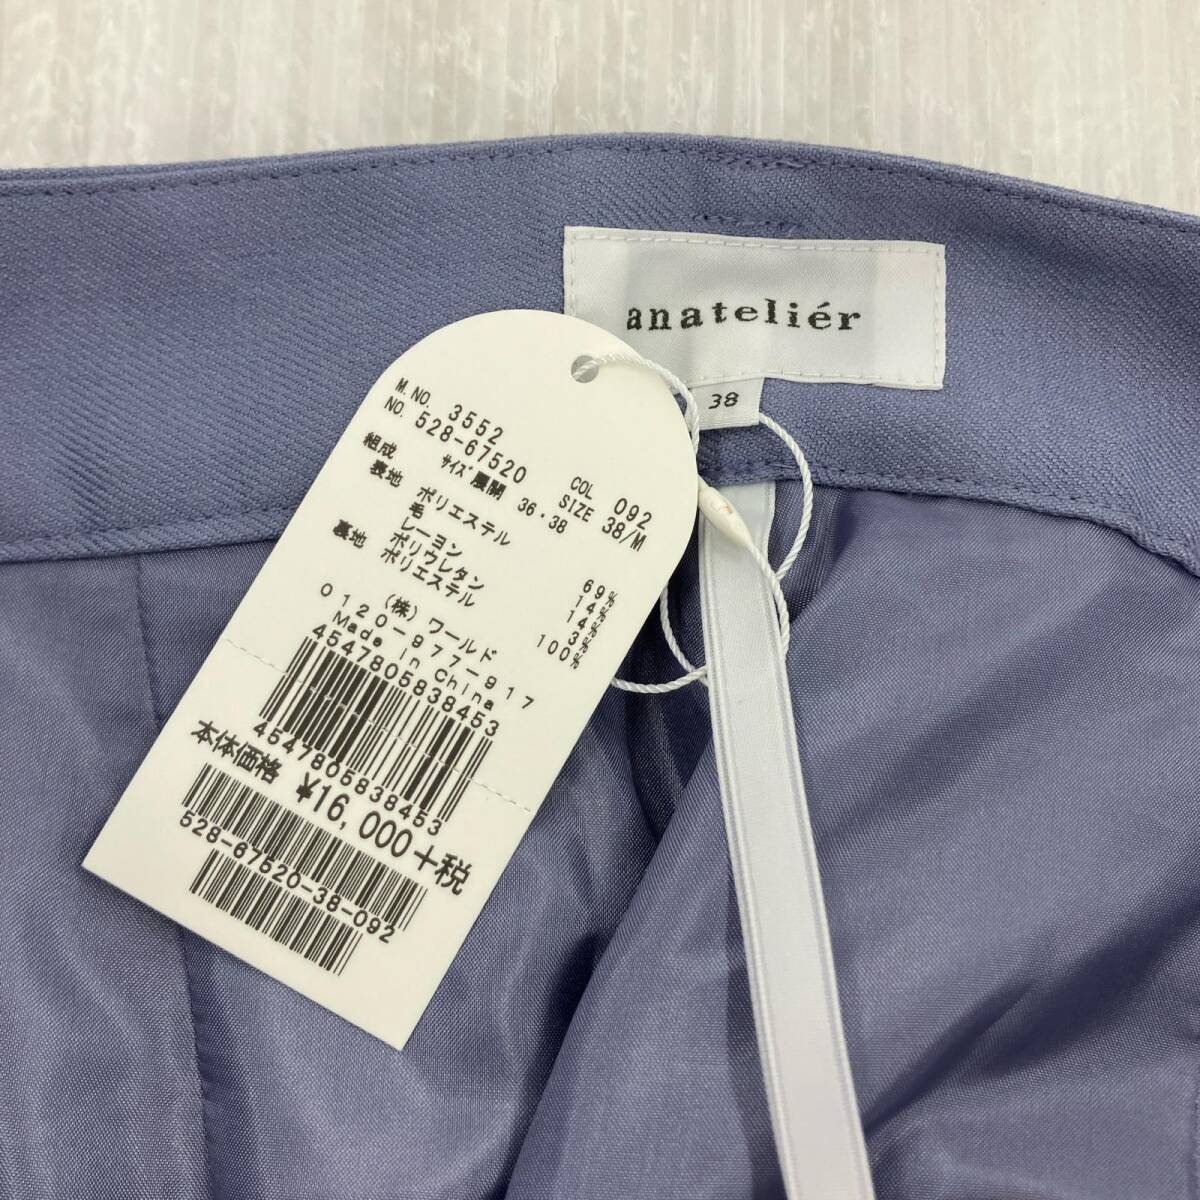 anateliér
38
M.NO. 3552
NO. 528-67520 COL 092
サイズ展開 36・38 SIZE 38/M
組成
表地 ポリエステル 69%
毛 14%
レーヨン 14%
ポリウレタン 3%
裏地 ポリエステル 100%
(株)ワールド
0120-977-917
Made in China
4547805838453
4547805838453
本体価格 ¥16,000+税
528-67520-38-092